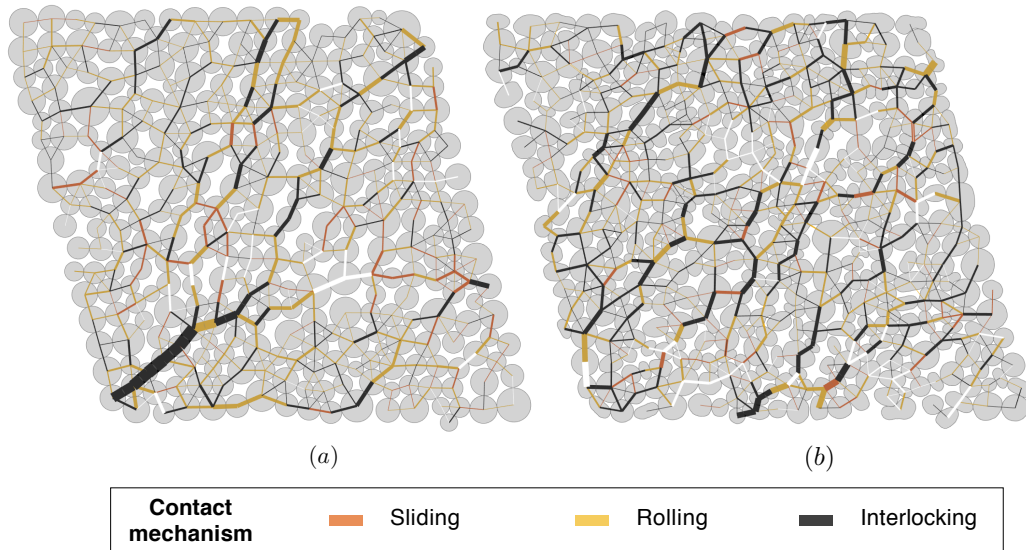 (a)
(b)
Contact mechanism
Sliding
Rolling
Interlocking